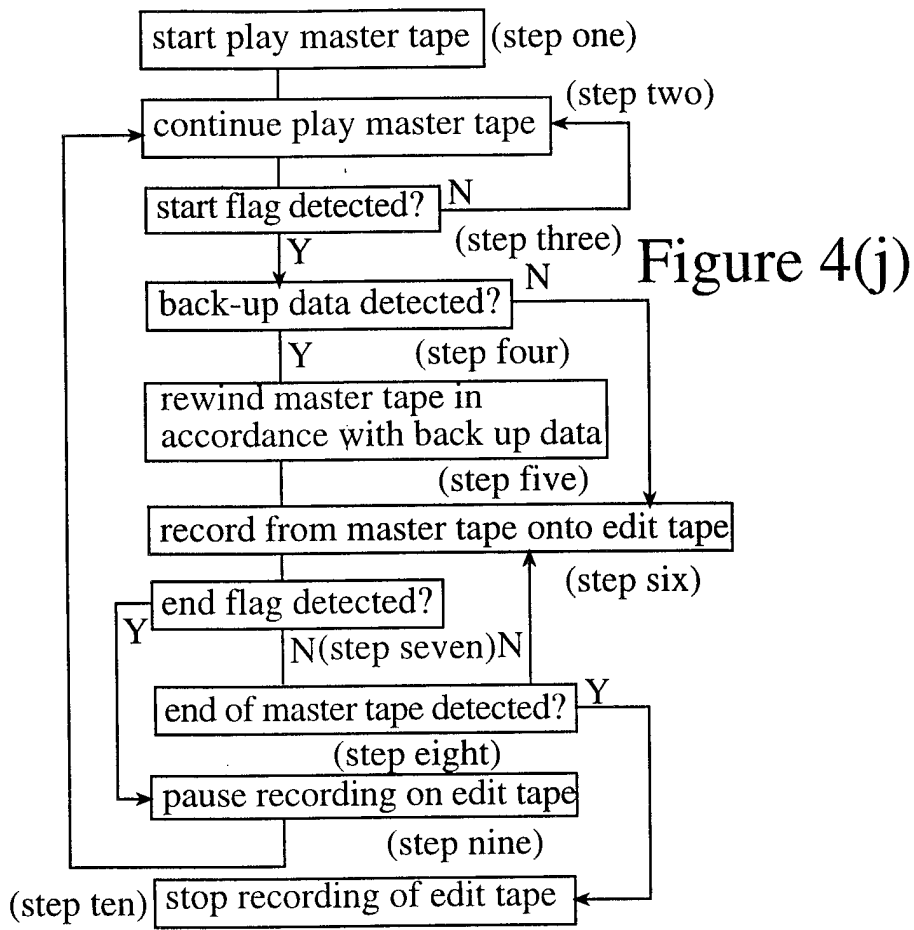 start play master tape (step one)
(step two)
continue play master tape
start flag detected? N
(step three)
Y
Figure 4(j)
N
back-up data detected?
Y (step four)
rewind master tape in
accordance with back up data
(step five)
record from master tape onto edit tape
(step six)
end flag detected?
Y
N(step seven)N
Y
end of master tape detected?
(step eight)
pause recording on edit tape
(step nine)
(step ten) stop recording of edit tape